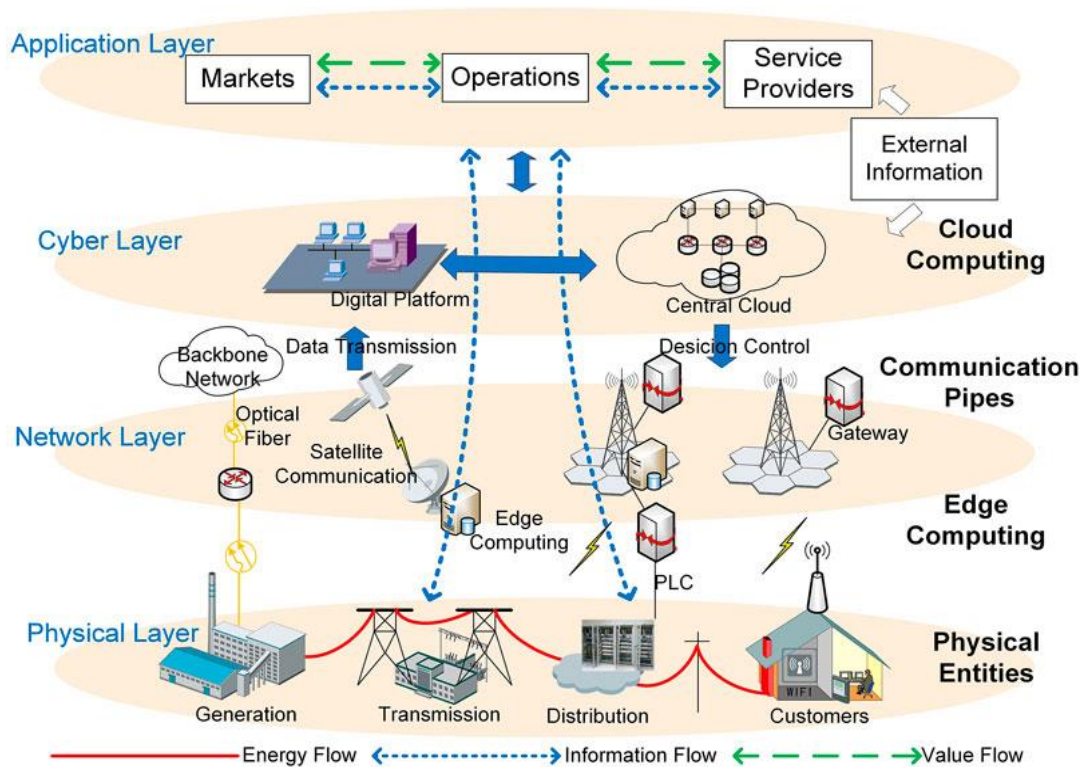 Application Layer
Markets
Operations
Service
Providers
External
Information
Cyber Layer
Digital Platform
Central Cloud
Cloud
Computing
Backbone
Network
Data Transmission
Desicion Control
Communication
Pipes
Optical
Fiber
Network Layer
Satellite
Communication
Gateway
Edge
Computing
Edge
Computing
PLC
Physical Layer
WIFI
Physical
Entities
Generation
Transmission
Distribution
Customers
Energy Flow
Information Flow
Value Flow